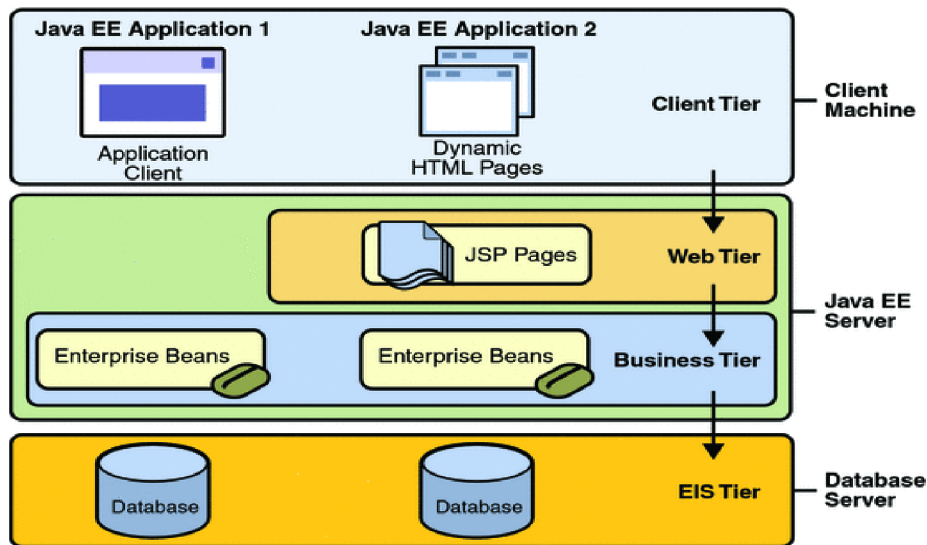 Java EE Application 1
Java EE Application 2
Application
Client
Dynamic
HTML Pages
Client Tier
Client
Machine
JSP Pages
Web Tier
Java EE
Server
Enterprise Beans
Enterprise Beans
Business Tier
Database
Database
EIS Tier
Database
Server